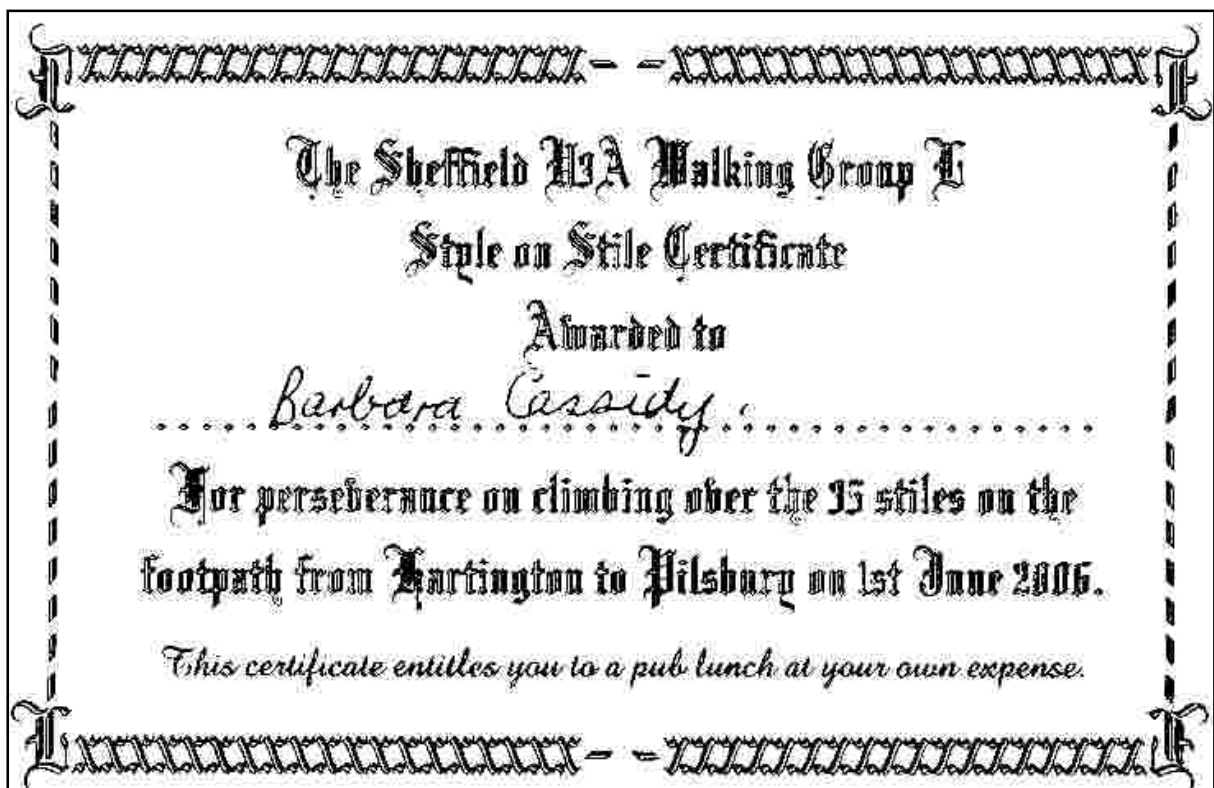 The Sheffield U3A Walking Group L
Style on Stile Certificate
Awarded to
Barbara Cassidy.
For perseverance on climbing over the 35 stiles on the
footpath from Hartington to Pilsbury on 1st June 2006.
This certificate entitles you to a pub lunch at your own expense.